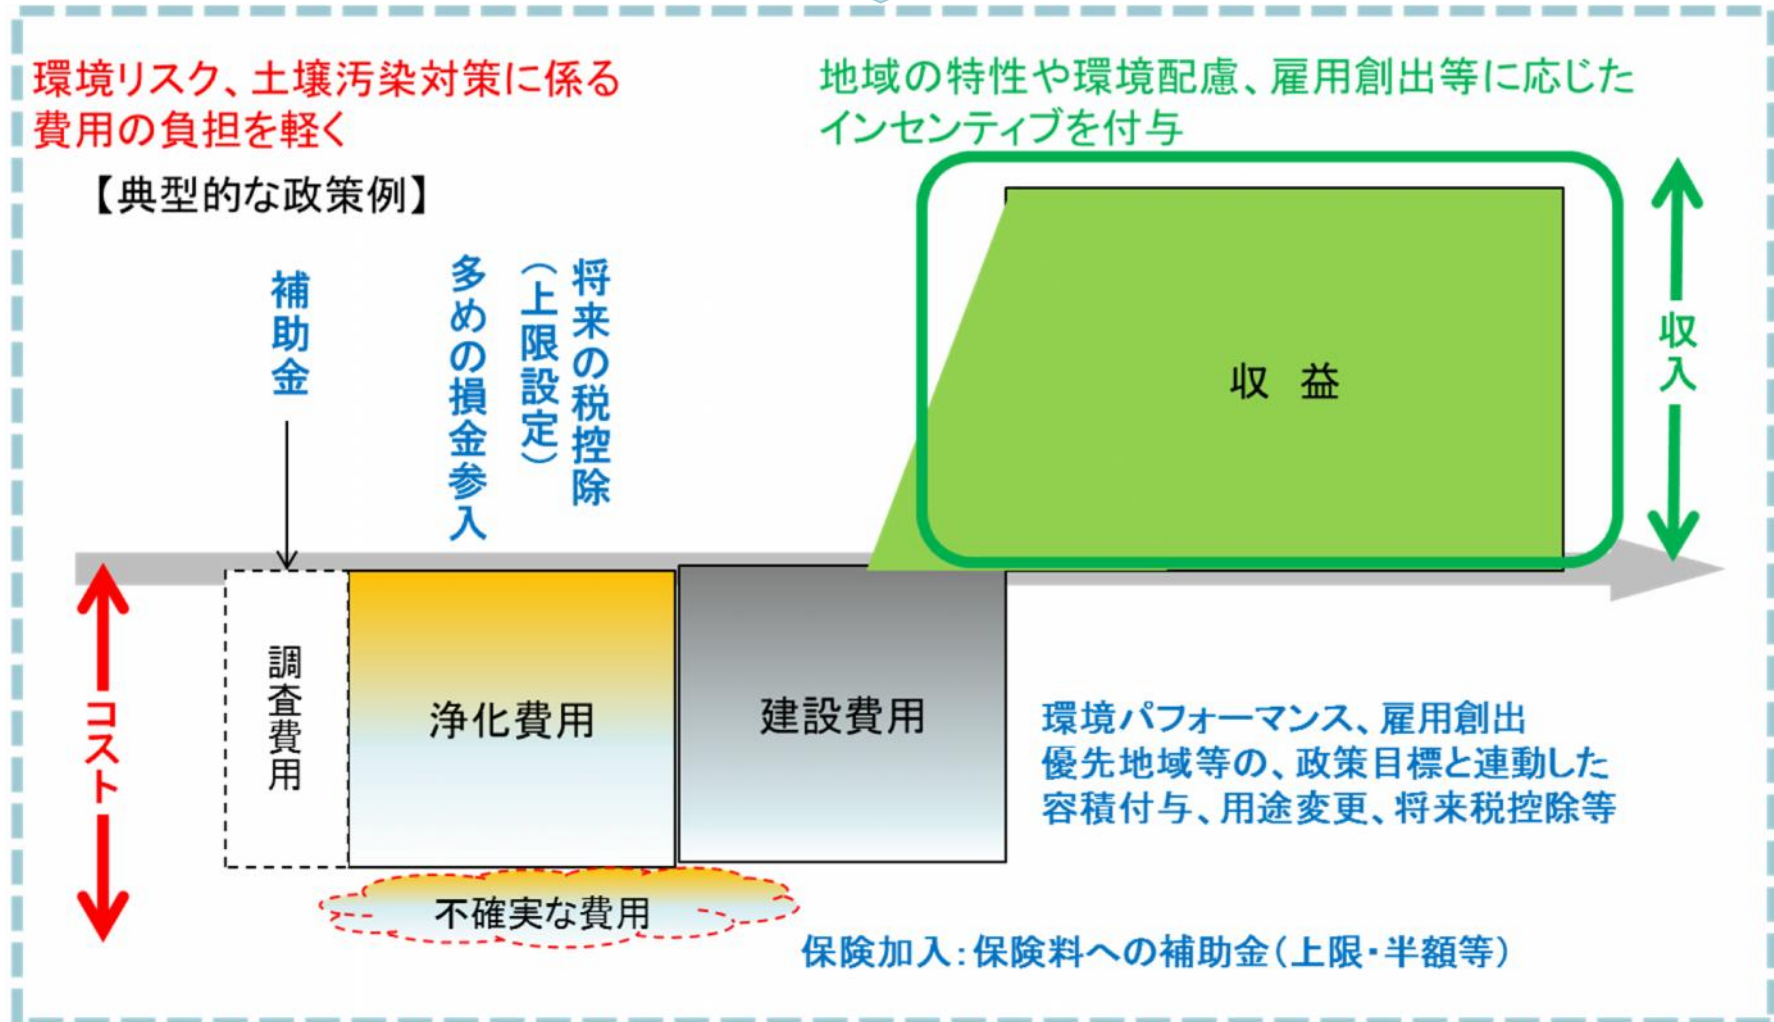 環境リスク、土壌汚染対策に係る
費用の負担を軽く
地域の特性や環境配慮、雇用創出等に応じた
インセンティブを付与
【典型的な政策例】
補助金
多めの損金参入
将来の税控除
（上限設定）
収　益
収入
コスト
調査費用
浄化費用
建設費用
不確実な費用
環境パフォーマンス、雇用創出
優先地域等の、政策目標と連動した
容積付与、用途変更、将来税控除等
保険加入：保険料への補助金（上限・半額等）